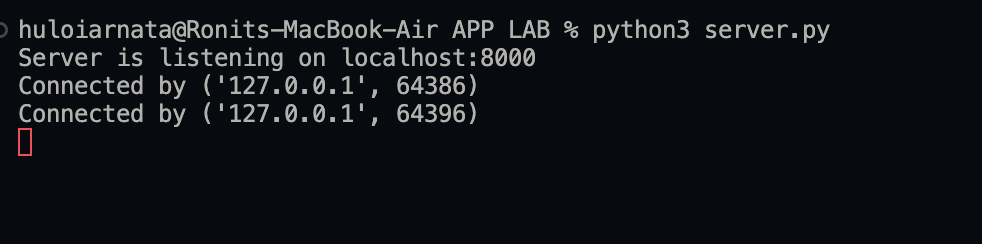 huloiarnata@Ronits-MacBook-Air APP LAB % python3 server.py
Server is listening on localhost:8000
Connected by ('127.0.0.1', 64386)
Connected by ('127.0.0.1', 64396)